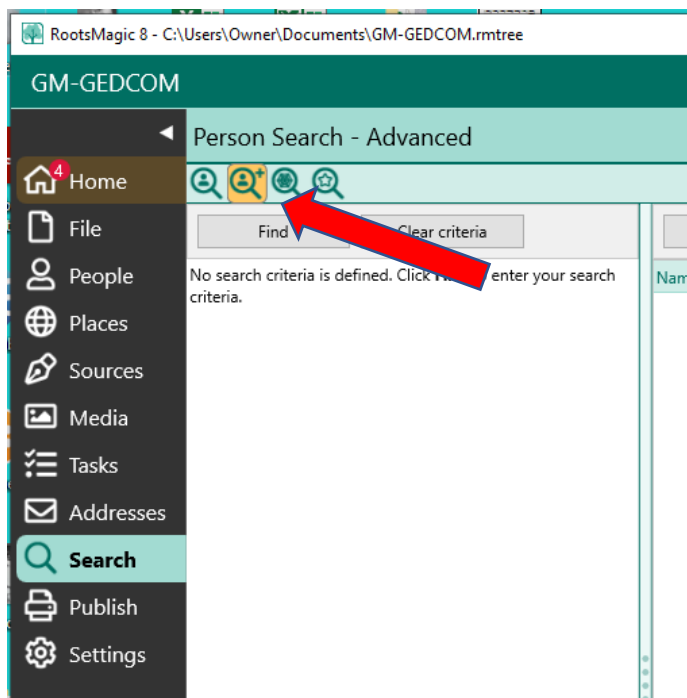 RootsMagic 8 - C:\Users\Owner\Documents\GM-GEDCOM.rmtree
GM-GEDCOM
Person Search - Advanced
4
Home
File
People
Places
Sources
Media
Tasks
Addresses
Search
Publish
Settings
Find
Clear criteria
No search criteria is defined. Click enter your search
criteria.
Nam